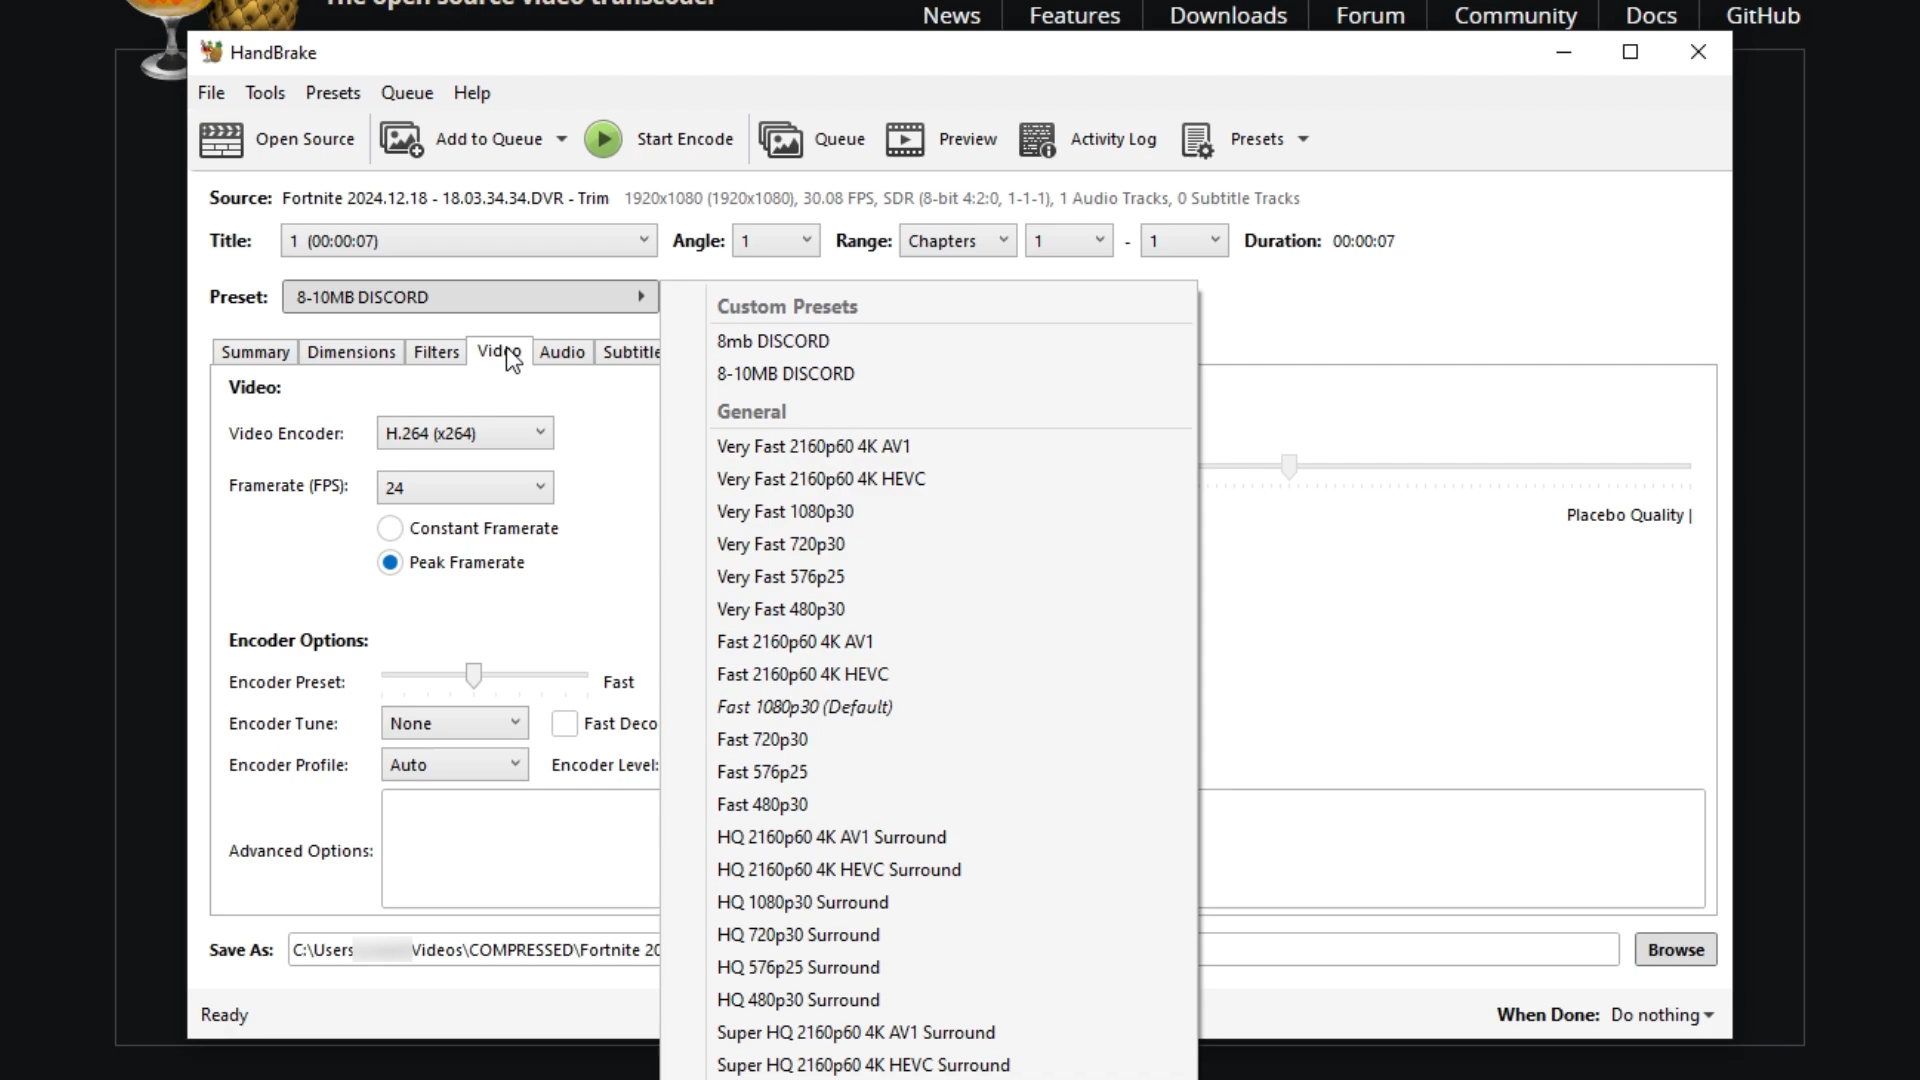 The open source video transcoder
News Features Downloads Forum Community Docs GitHub
HandBrake
File Tools Presets Queue Help
Open Source Add to Queue Start Encode Queue Preview Activity Log Presets
Source: Fortnite 2024.12.18 - 18.03.34.34.DVR - Trim 1920x1080 (1920x1080), 30.08 FPS, SDR (8-bit 4:2:0, 1-1-1), 1 Audio Tracks, 0 Subtitle Tracks
Title: 1 (00:00:07) Angle: 1 Range: Chapters 1 - 1 Duration: 00:00:07
Preset: 8-10MB DISCORD
Custom Presets
8mb DISCORD
8-10MB DISCORD
General
Very Fast 2160p60 4K AV1
Very Fast 2160p60 4K HEVC
Very Fast 1080p30
Very Fast 720p30
Very Fast 576p25
Very Fast 480p30
Fast 2160p60 4K AV1
Fast 2160p60 4K HEVC
Fast 1080p30 (Default)
Fast 720p30
Fast 576p25
Fast 480p30
HQ 2160p60 4K AV1 Surround
HQ 2160p60 4K HEVC Surround
HQ 1080p30 Surround
HQ 720p30 Surround
HQ 576p25 Surround
HQ 480p30 Surround
Super HQ 2160p60 4K AV1 Surround
Super HQ 2160p60 4K HEVC Surround
Summary Dimensions Filters Video Audio Subtitle
Video:
Video Encoder: H.264 (x264)
Framerate (FPS): 24
Constant Framerate
Peak Framerate
Placebo Quality |
Encoder Options:
Encoder Preset: Fast
Encoder Tune: None Fast Deco
Encoder Profile: Auto Encoder Level:
Advanced Options:
Save As: C:\Users Videos\COMPRESSED\Fortnite 20 Browse
Ready When Done: Do nothing